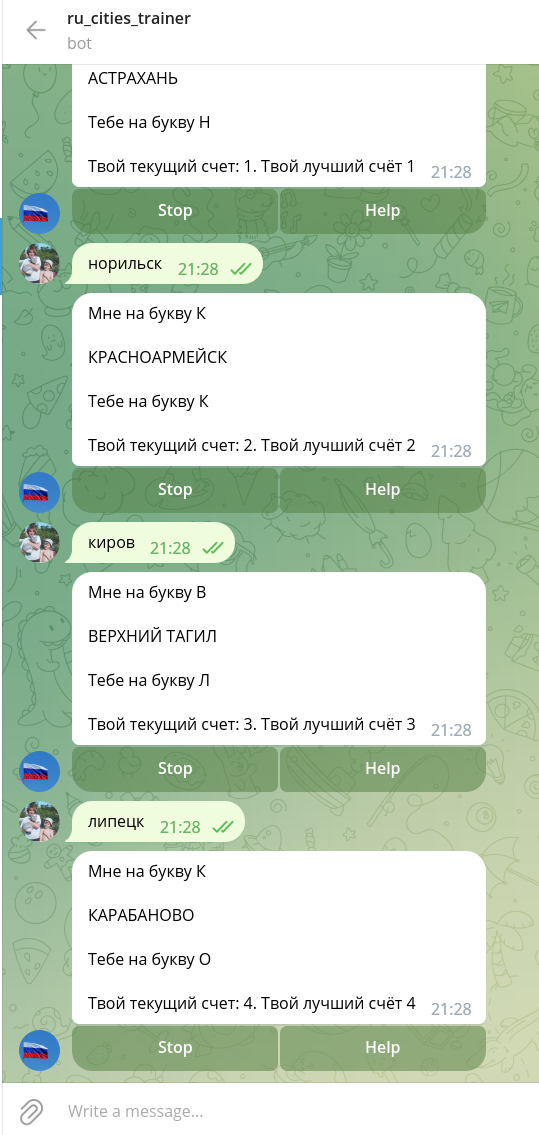 ru_cities_trainer
bot
АСТРАХАНЬ
Тебе на букву Н
Твой текущий счет: 1. Твой лучший счёт 1 21:28
Stop Help
норильск 21:28
Мне на букву К
КРАСНОАРМЕЙСК
Тебе на букву К
Твой текущий счет: 2. Твой лучший счёт 2 21:28
Stop Help
киров 21:28
Мне на букву В
ВЕРХНИЙ ТАГИЛ
Тебе на букву Л
Твой текущий счет: 3. Твой лучший счёт 3 21:28
Stop Help
липецк 21:28
Мне на букву К
КАРАБАНОВО
Тебе на букву О
Твой текущий счет: 4. Твой лучший счёт 4 21:28
Stop Help
Write a message...